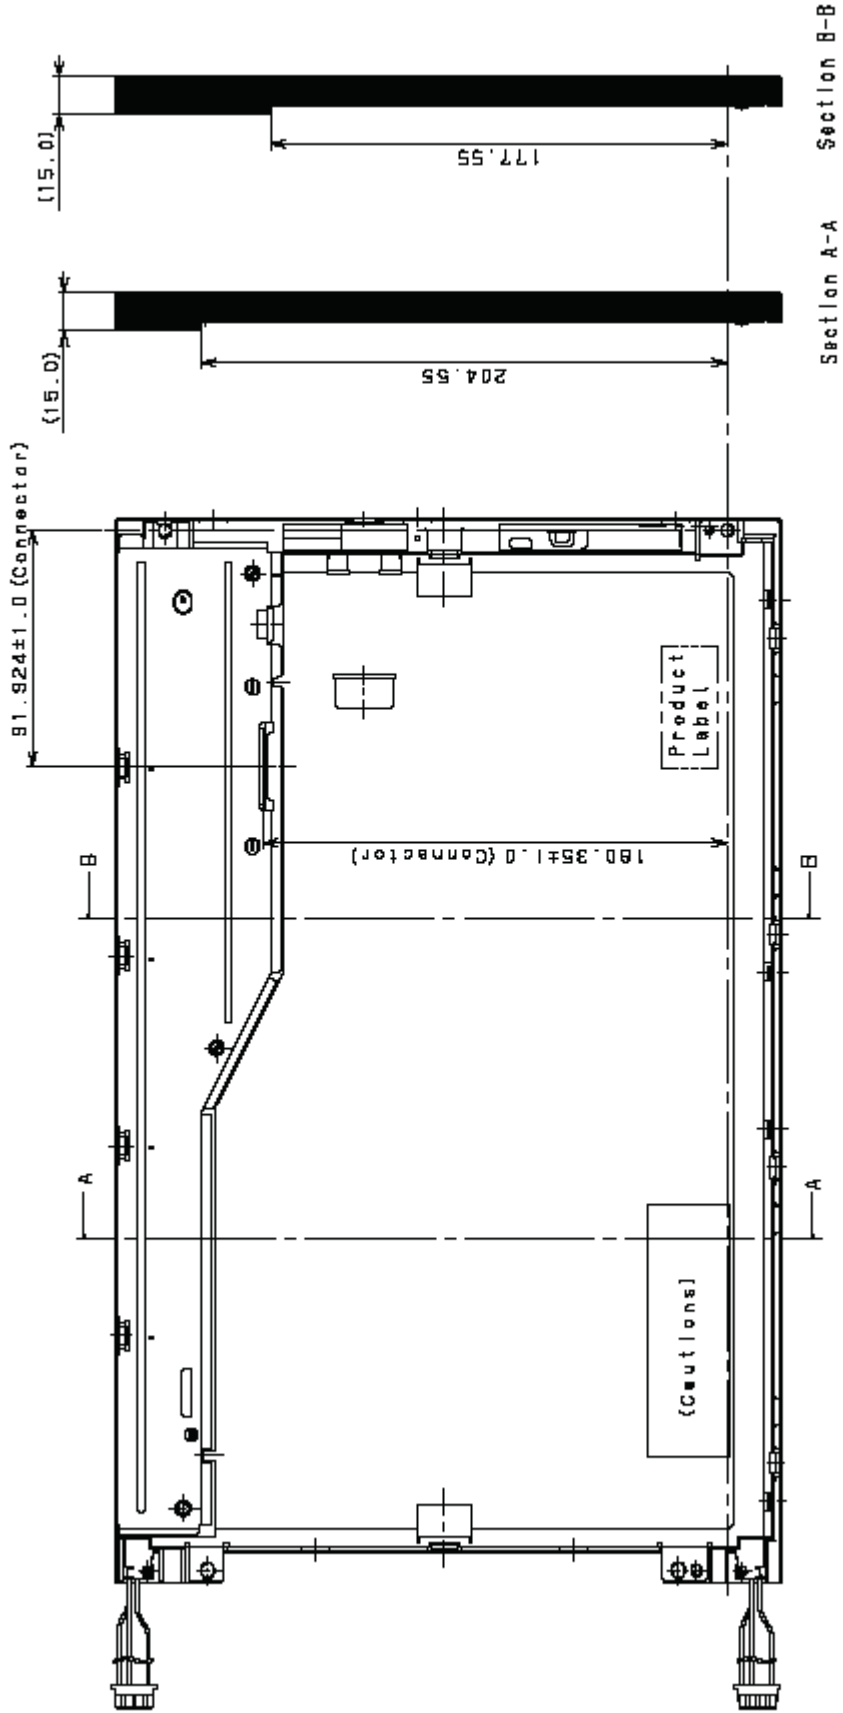 Section B-B
Section A-A
(15.0)
177.55
(15.0)
204.55
91.924±1.0 (Connector)
180.35±1.0 (Connector)
Product
Label
B
B
A
A
(Cautions)